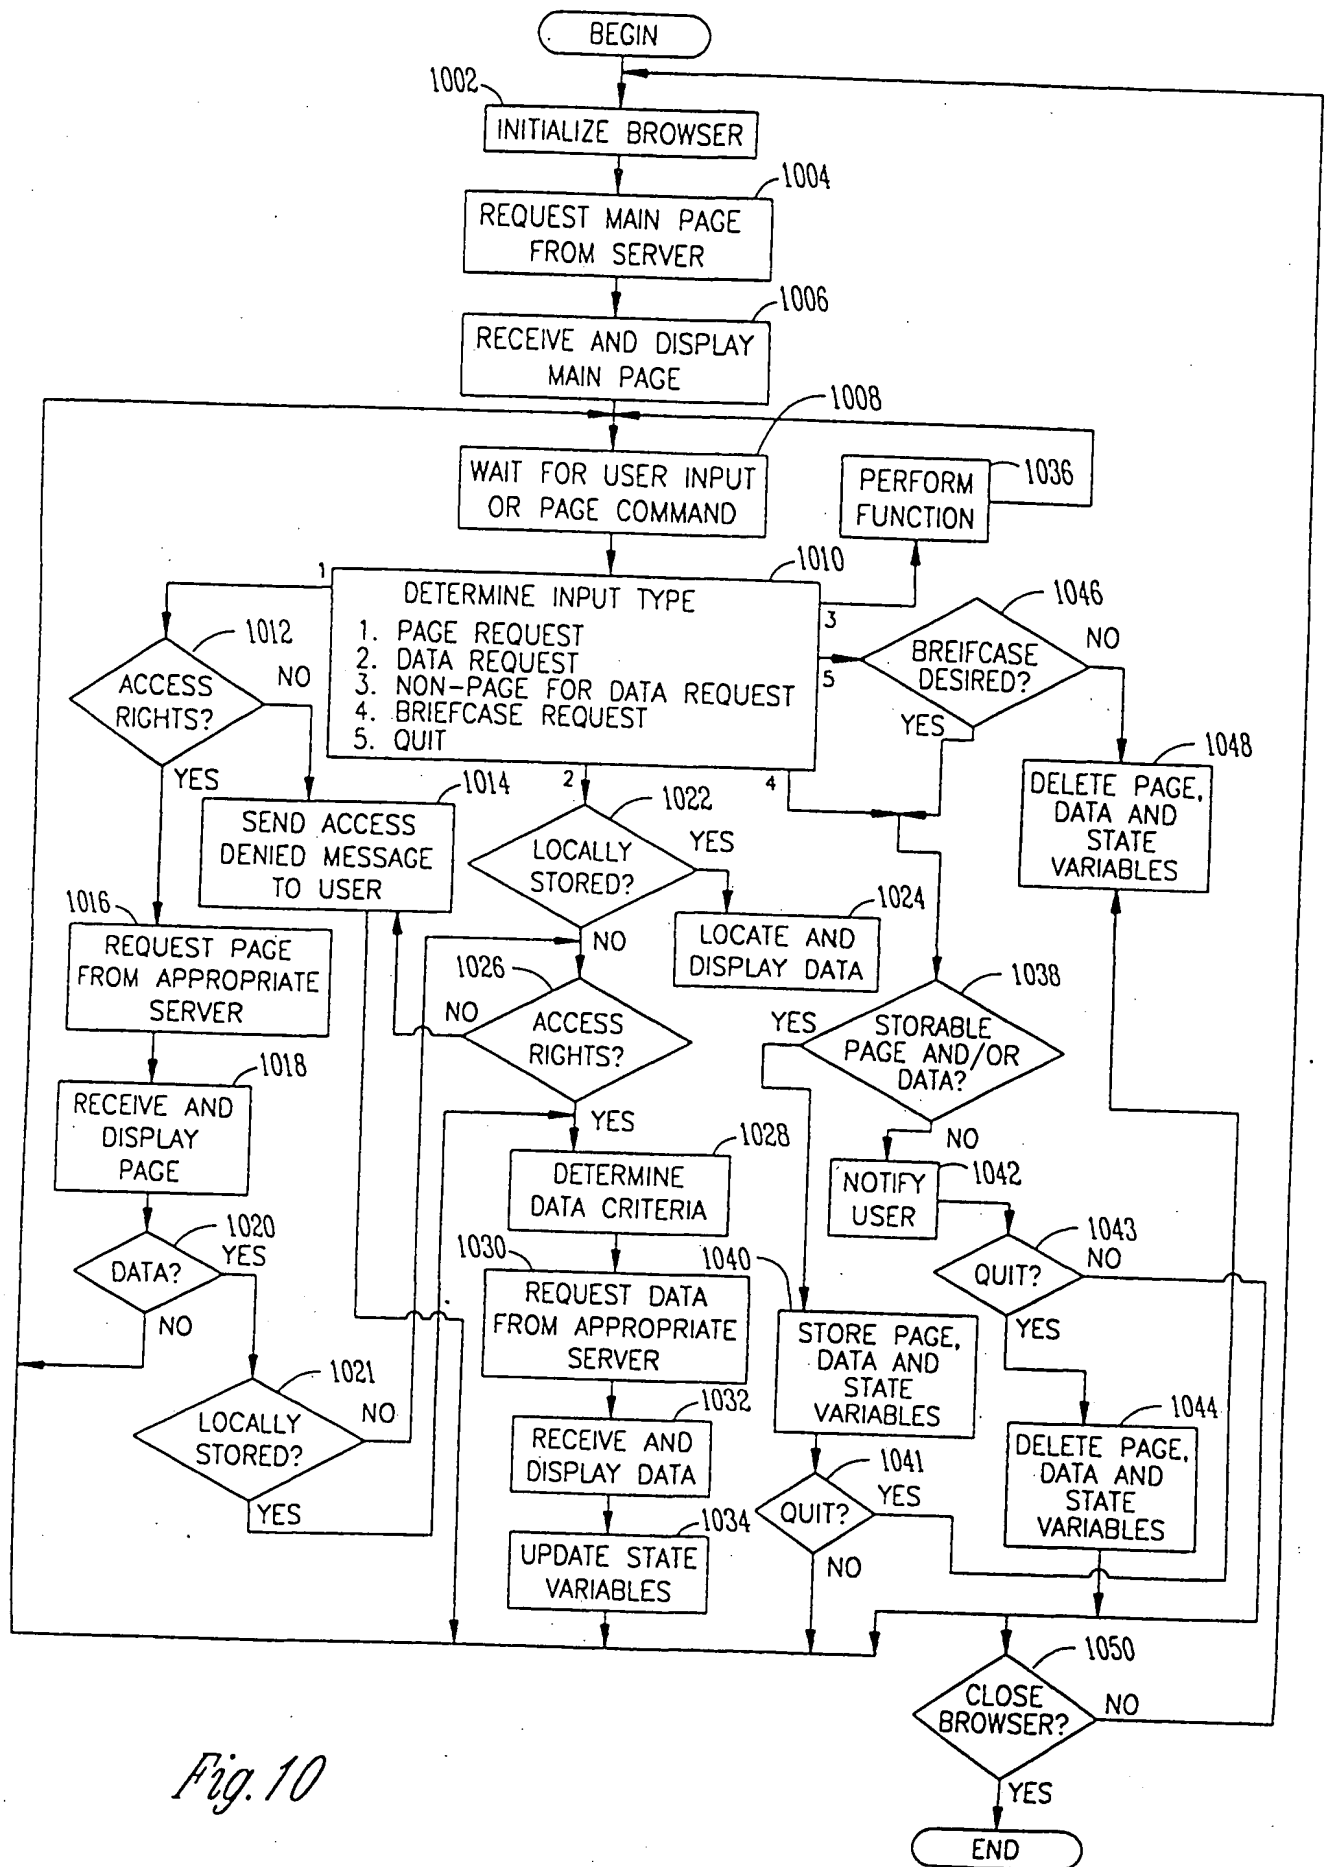 BEGIN
1002
INITIALIZE BROWSER
1004
REQUEST MAIN PAGE
FROM SERVER
1006
RECEIVE AND DISPLAY
MAIN PAGE
1008
WAIT FOR USER INPUT
OR PAGE COMMAND
1036
PERFORM
FUNCTION
1010
1
DETERMINE INPUT TYPE
1. PAGE REQUEST
2. DATA REQUEST
3. NON-PAGE FOR DATA REQUEST
4. BRIEFCASE REQUEST
5. QUIT
3
5
2
4
1012
ACCESS
RIGHTS?
NO
YES
1046
BREIFCASE
DESIRED?
NO
YES
1048
DELETE PAGE,
DATA AND
STATE
VARIABLES
1014
SEND ACCESS
DENIED MESSAGE
TO USER
1022
LOCALLY
STORED?
YES
NO
1024
LOCATE AND
DISPLAY DATA
1016
REQUEST PAGE
FROM APPROPRIATE
SERVER
1026
ACCESS
RIGHTS?
NO
YES
1038
STORABLE
PAGE AND/OR
DATA?
YES
NO
1018
RECEIVE AND
DISPLAY
PAGE
1028
DETERMINE
DATA CRITERIA
1042
NOTIFY
USER
1020
DATA?
YES
NO
1030
REQUEST DATA
FROM APPROPRIATE
SERVER
1043
QUIT?
NO
YES
1040
STORE PAGE,
DATA AND
STATE
VARIABLES
1021
LOCALLY
STORED?
NO
YES
1032
RECEIVE AND
DISPLAY DATA
1044
DELETE PAGE,
DATA AND
STATE
VARIABLES
1041
QUIT?
YES
NO
1034
UPDATE STATE
VARIABLES
1050
CLOSE
BROWSER?
NO
YES
END
Fig. 10